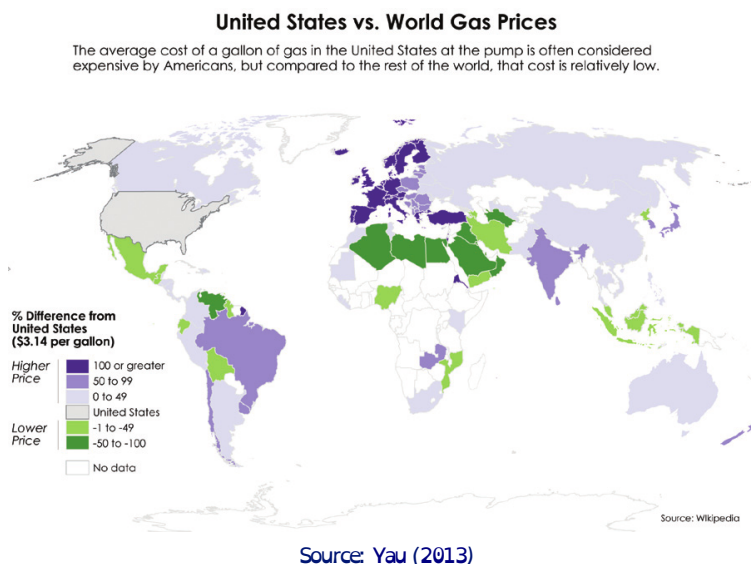 United States vs. World Gas Prices
The average cost of a gallon of gas in the United States at the pump is often considered
expensive by Americans, but compared to the rest of the world, that cost is relatively low.
% Difference from
United States
($3.14 per gallon)
Higher
Price
100 or greater
50 to 99
0 to 49
United States
Lower
Price
-1 to -49
-50 to -100
No data
Source: Wikipedia
Source: Yau (2013)